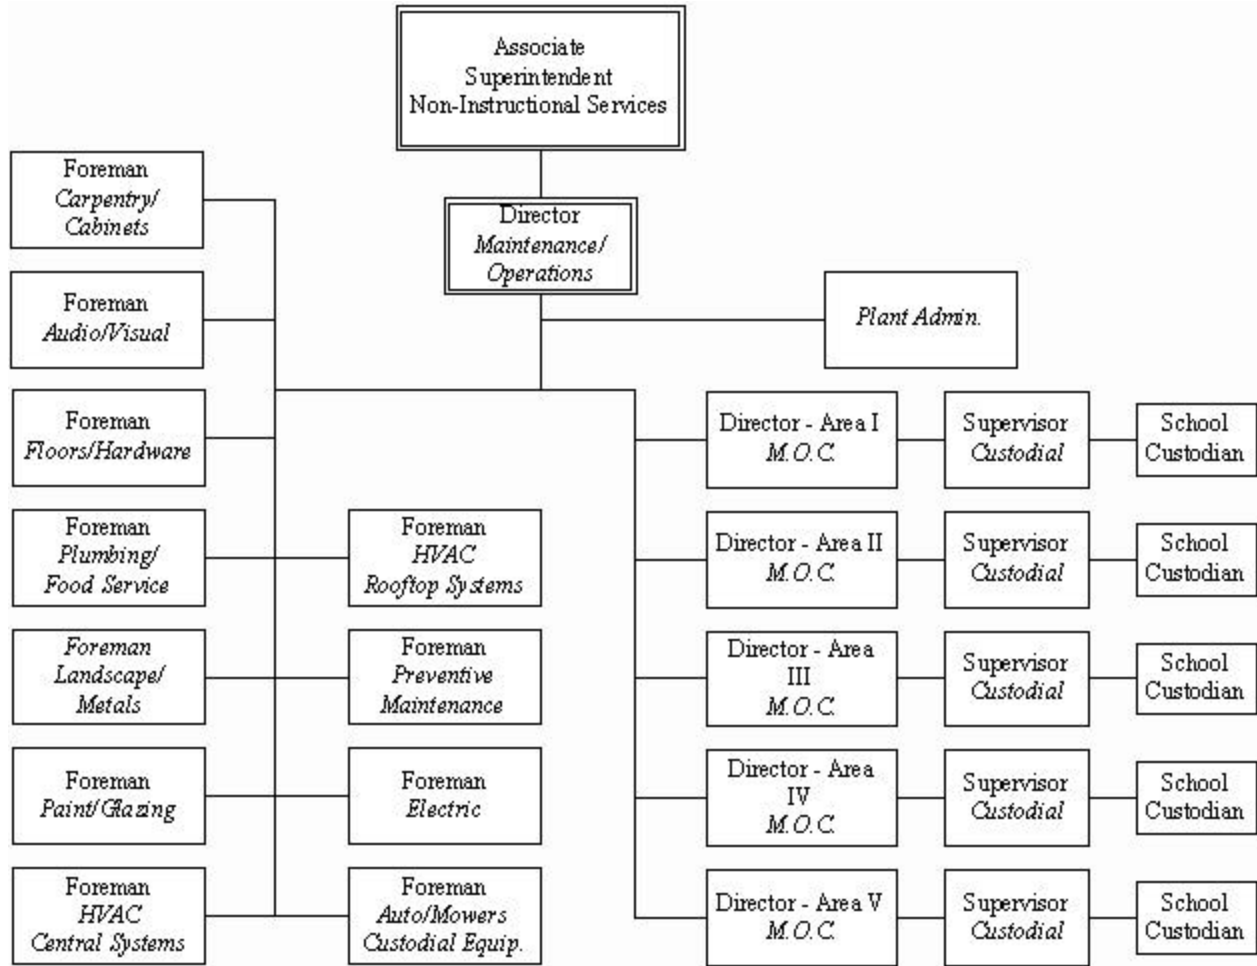 Associate
Superintendent
Non-Instructional Services
Director
Maintenance/
Operations
Plant Admin.
Foreman
Carpentry/
Cabinets
Foreman
Audio/Visual
Foreman
Floors/Hardware
Foreman
Plumbing/
Food Service
Foreman
Landscape/
Metals
Foreman
Paint/Glazing
Foreman
HVAC
Central Systems
Foreman
HVAC
Rooftop Systems
Foreman
Preventive
Maintenance
Foreman
Electric
Foreman
Auto/Mowers
Custodial Equip.
Director - Area I
M.O.C.
Supervisor
Custodial
School
Custodian
Director - Area II
M.O.C.
Supervisor
Custodial
School
Custodian
Director - Area
III
M.O.C.
Supervisor
Custodial
School
Custodian
Director - Area
IV
M.O.C.
Supervisor
Custodial
School
Custodian
Director - Area V
M.O.C.
Supervisor
Custodial
School
Custodian